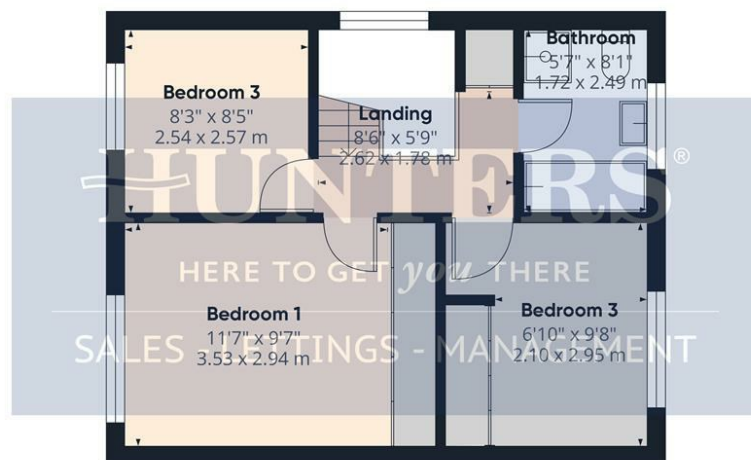 Bathroom
5'7" x 8'1"
1.72 x 2.49 m
Bedroom 3
8'3" x 8'5"
2.54 x 2.57 m
Landing
8'6" x 5'9"
2.62 x 1.78 m
HUNTERS®
HERE TO GET you THERE
Bedroom 1
11'7" x 9'7"
3.53 x 2.94 m
Bedroom 3
6'10" x 9'8"
2.10 x 2.95 m
SALES - LETTINGS - MANAGEMENT